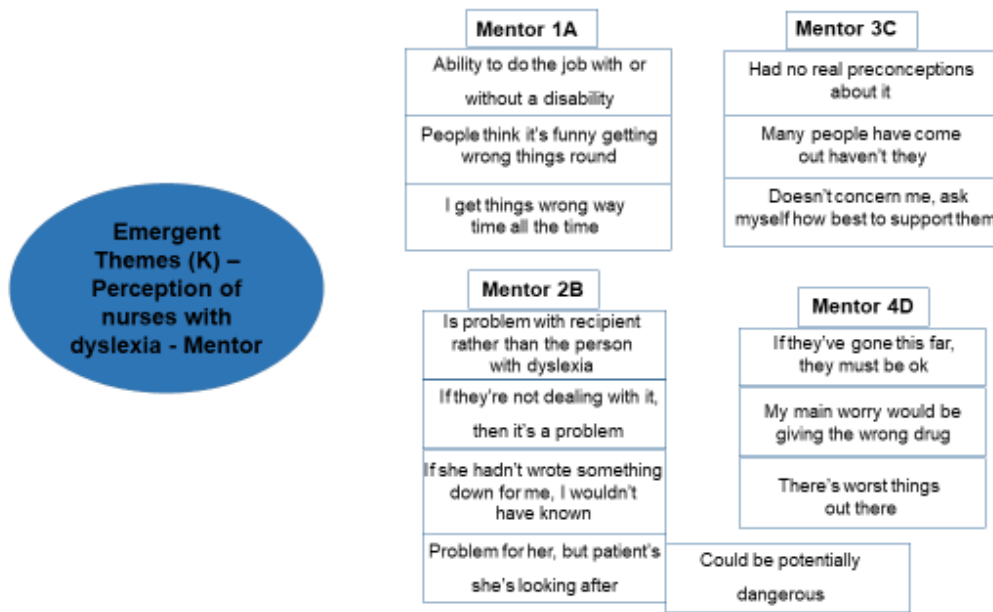 Emergent
Themes (K) –
Perception of
nurses with
dyslexia - Mentor
Mentor 1A
Ability to do the job with or
without a disability
People think it's funny getting
wrong things round
I get things wrong way
time all the time
Mentor 3C
Had no real preconceptions
about it
Many people have come
out haven't they
Doesn't concern me, ask
myself how best to support them
Mentor 2B
Is problem with recipient
rather than the person
with dyslexia
If they're not dealing with it,
then it's a problem
If she hadn't wrote something
down for me, I wouldn't
have known
Problem for her, but patient's
she's looking after
Mentor 4D
If they've gone this far,
they must be ok
My main worry would be
giving the wrong drug
There's worst things
out there
Could be potentially
dangerous